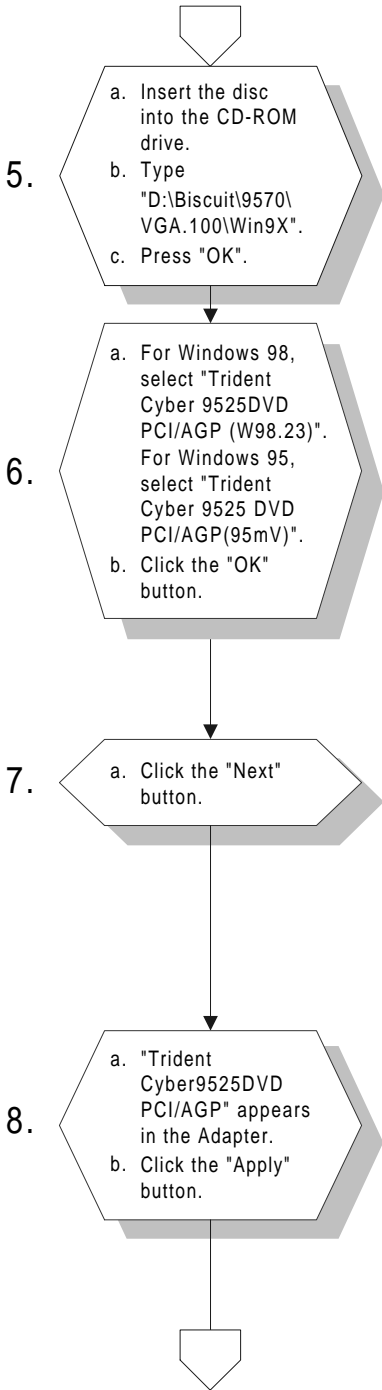 5.
a. Insert the disc
into the CD-ROM
drive.
b. Type
"D:\Biscuit\9570\
VGA.100\Win9X".
c. Press "OK".
6.
a. For Windows 98,
select "Trident
Cyber 9525DVD
PCI/AGP (W98.23)".
For Windows 95,
select "Trident
Cyber 9525 DVD
PCI/AGP(95mV)".
b. Click the "OK"
button.
7.
a. Click the "Next"
button.
8.
a. "Trident
Cyber9525DVD
PCI/AGP" appears
in the Adapter.
b. Click the "Apply"
button.